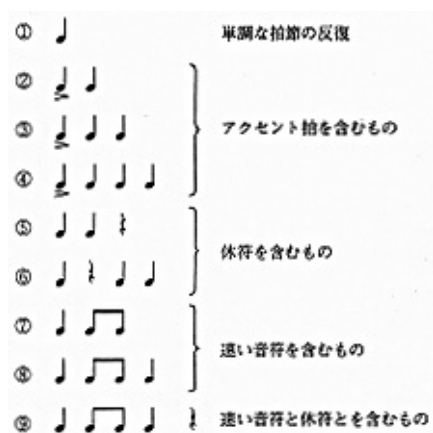 ① 単調な拍節の反復
②
③ アクセント拍を含むもの
④
⑤
休符を含むもの
⑥
⑦
速い音符を含むもの
⑧
⑨ 速い音符と休符とを含むもの